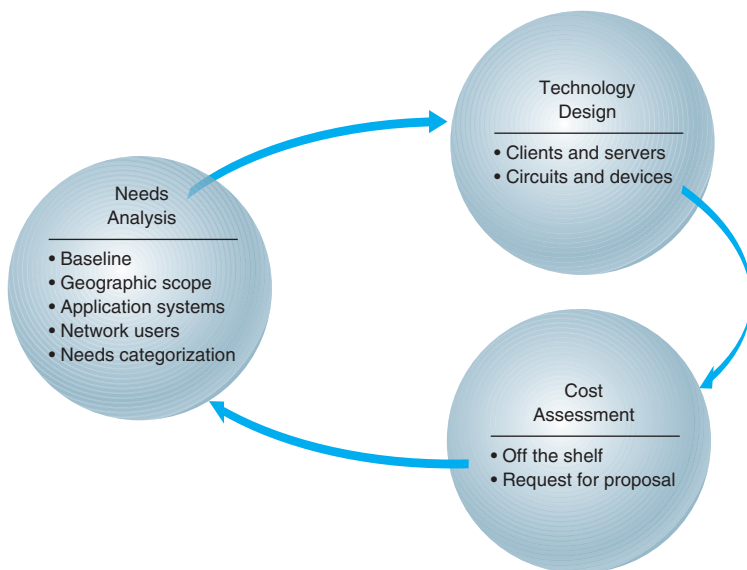 Needs
Analysis
• Baseline
• Geographic scope
• Application systems
• Network users
• Needs categorization
Technology
Design
• Clients and servers
• Circuits and devices
Cost
Assessment
• Off the shelf
• Request for proposal